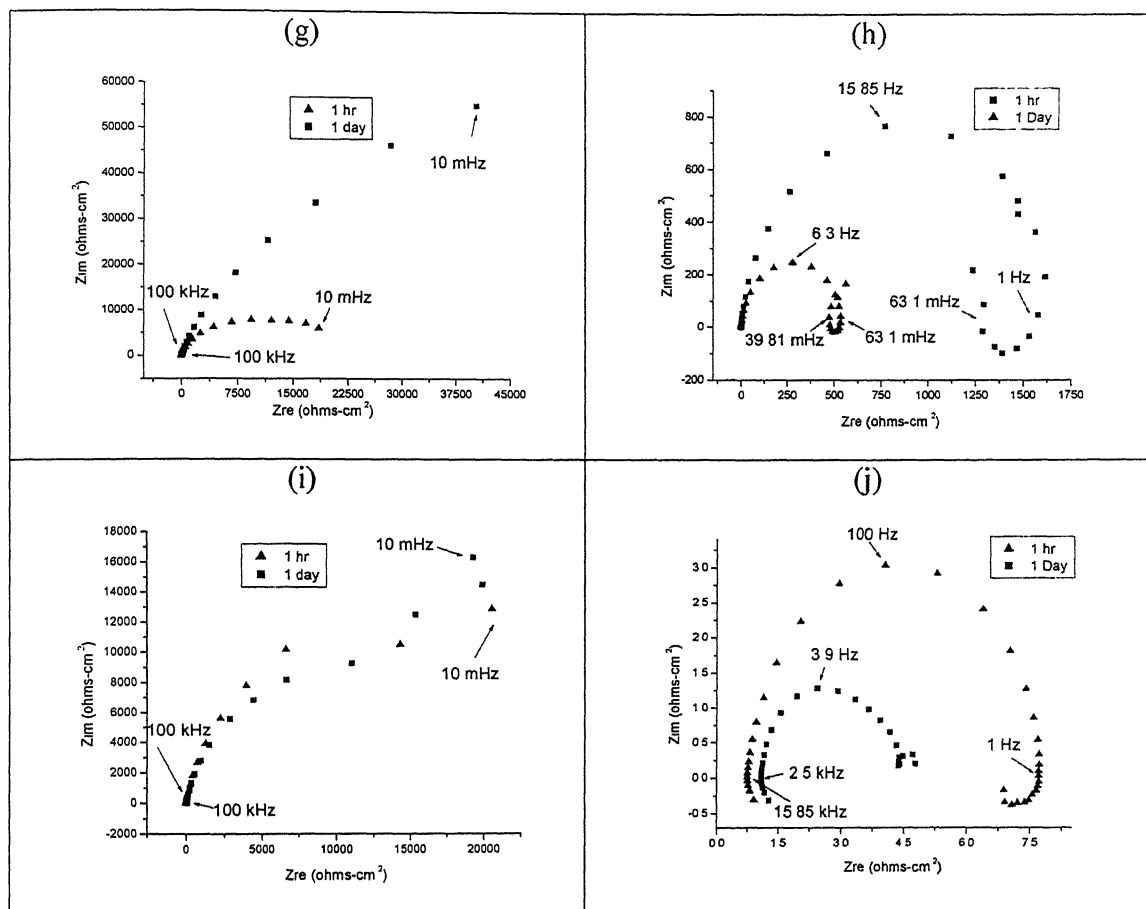 (g)
60000
50000
40000
30000
20000
10000
0
Zim (ohms-cm²)
1 hr
1 day
10 mHz
100 kHz
10 mHz
100 kHz
0 7500 15000 22500 30000 37500 45000
Zre (ohms-cm²)
(h)
800
600
400
200
0
-200
Zim (ohms-cm²)
15 85 Hz
1 hr
1 Day
6 3 Hz
1 Hz
63 1 mHz
39 81 mHz
63 1 mHz
0 250 500 750 1000 1250 1500 1750
Zre (ohms-cm²)
(i)
18000
16000
14000
12000
10000
8000
6000
4000
2000
0
-2000
Zim (ohms-cm²)
1 hr
1 day
10 mHz
10 mHz
100 kHz
100 kHz
0 5000 10000 15000 20000
Zre (ohms-cm²)
(j)
3 0
2 5
2 0
1 5
1 0
0 5
0 0
-0 5
Zim (ohms-cm²)
100 Hz
1 hr
1 Day
3 9 Hz
1 Hz
2 5 kHz
15 85 kHz
0 0 1 5 3 0 4 5 6 0 7 5
Zre (ohms-cm²)